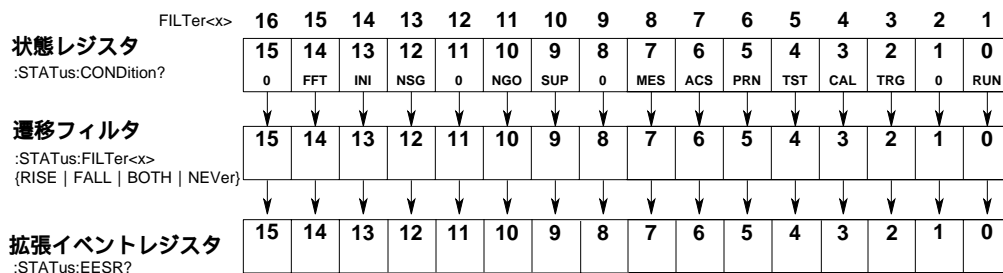 FILTer<x> 16 15 14 13 12 11 10 9 8 7 6 5 4 3 2 1
状態レジスタ
:STATus:CONDition?
15 14 13 12 11 10 9 8 7 6 5 4 3 2 1 0
0 FFT INI NSG 0 NGO SUP 0 MES ACS PRN TST CAL TRG 0 RUN
遷移フィルタ
:STATus:FILTer<x>
{RISE | FALL | BOTH | NEVer}
15 14 13 12 11 10 9 8 7 6 5 4 3 2 1 0
拡張イベントレジスタ
:STATus:EESR?
15 14 13 12 11 10 9 8 7 6 5 4 3 2 1 0